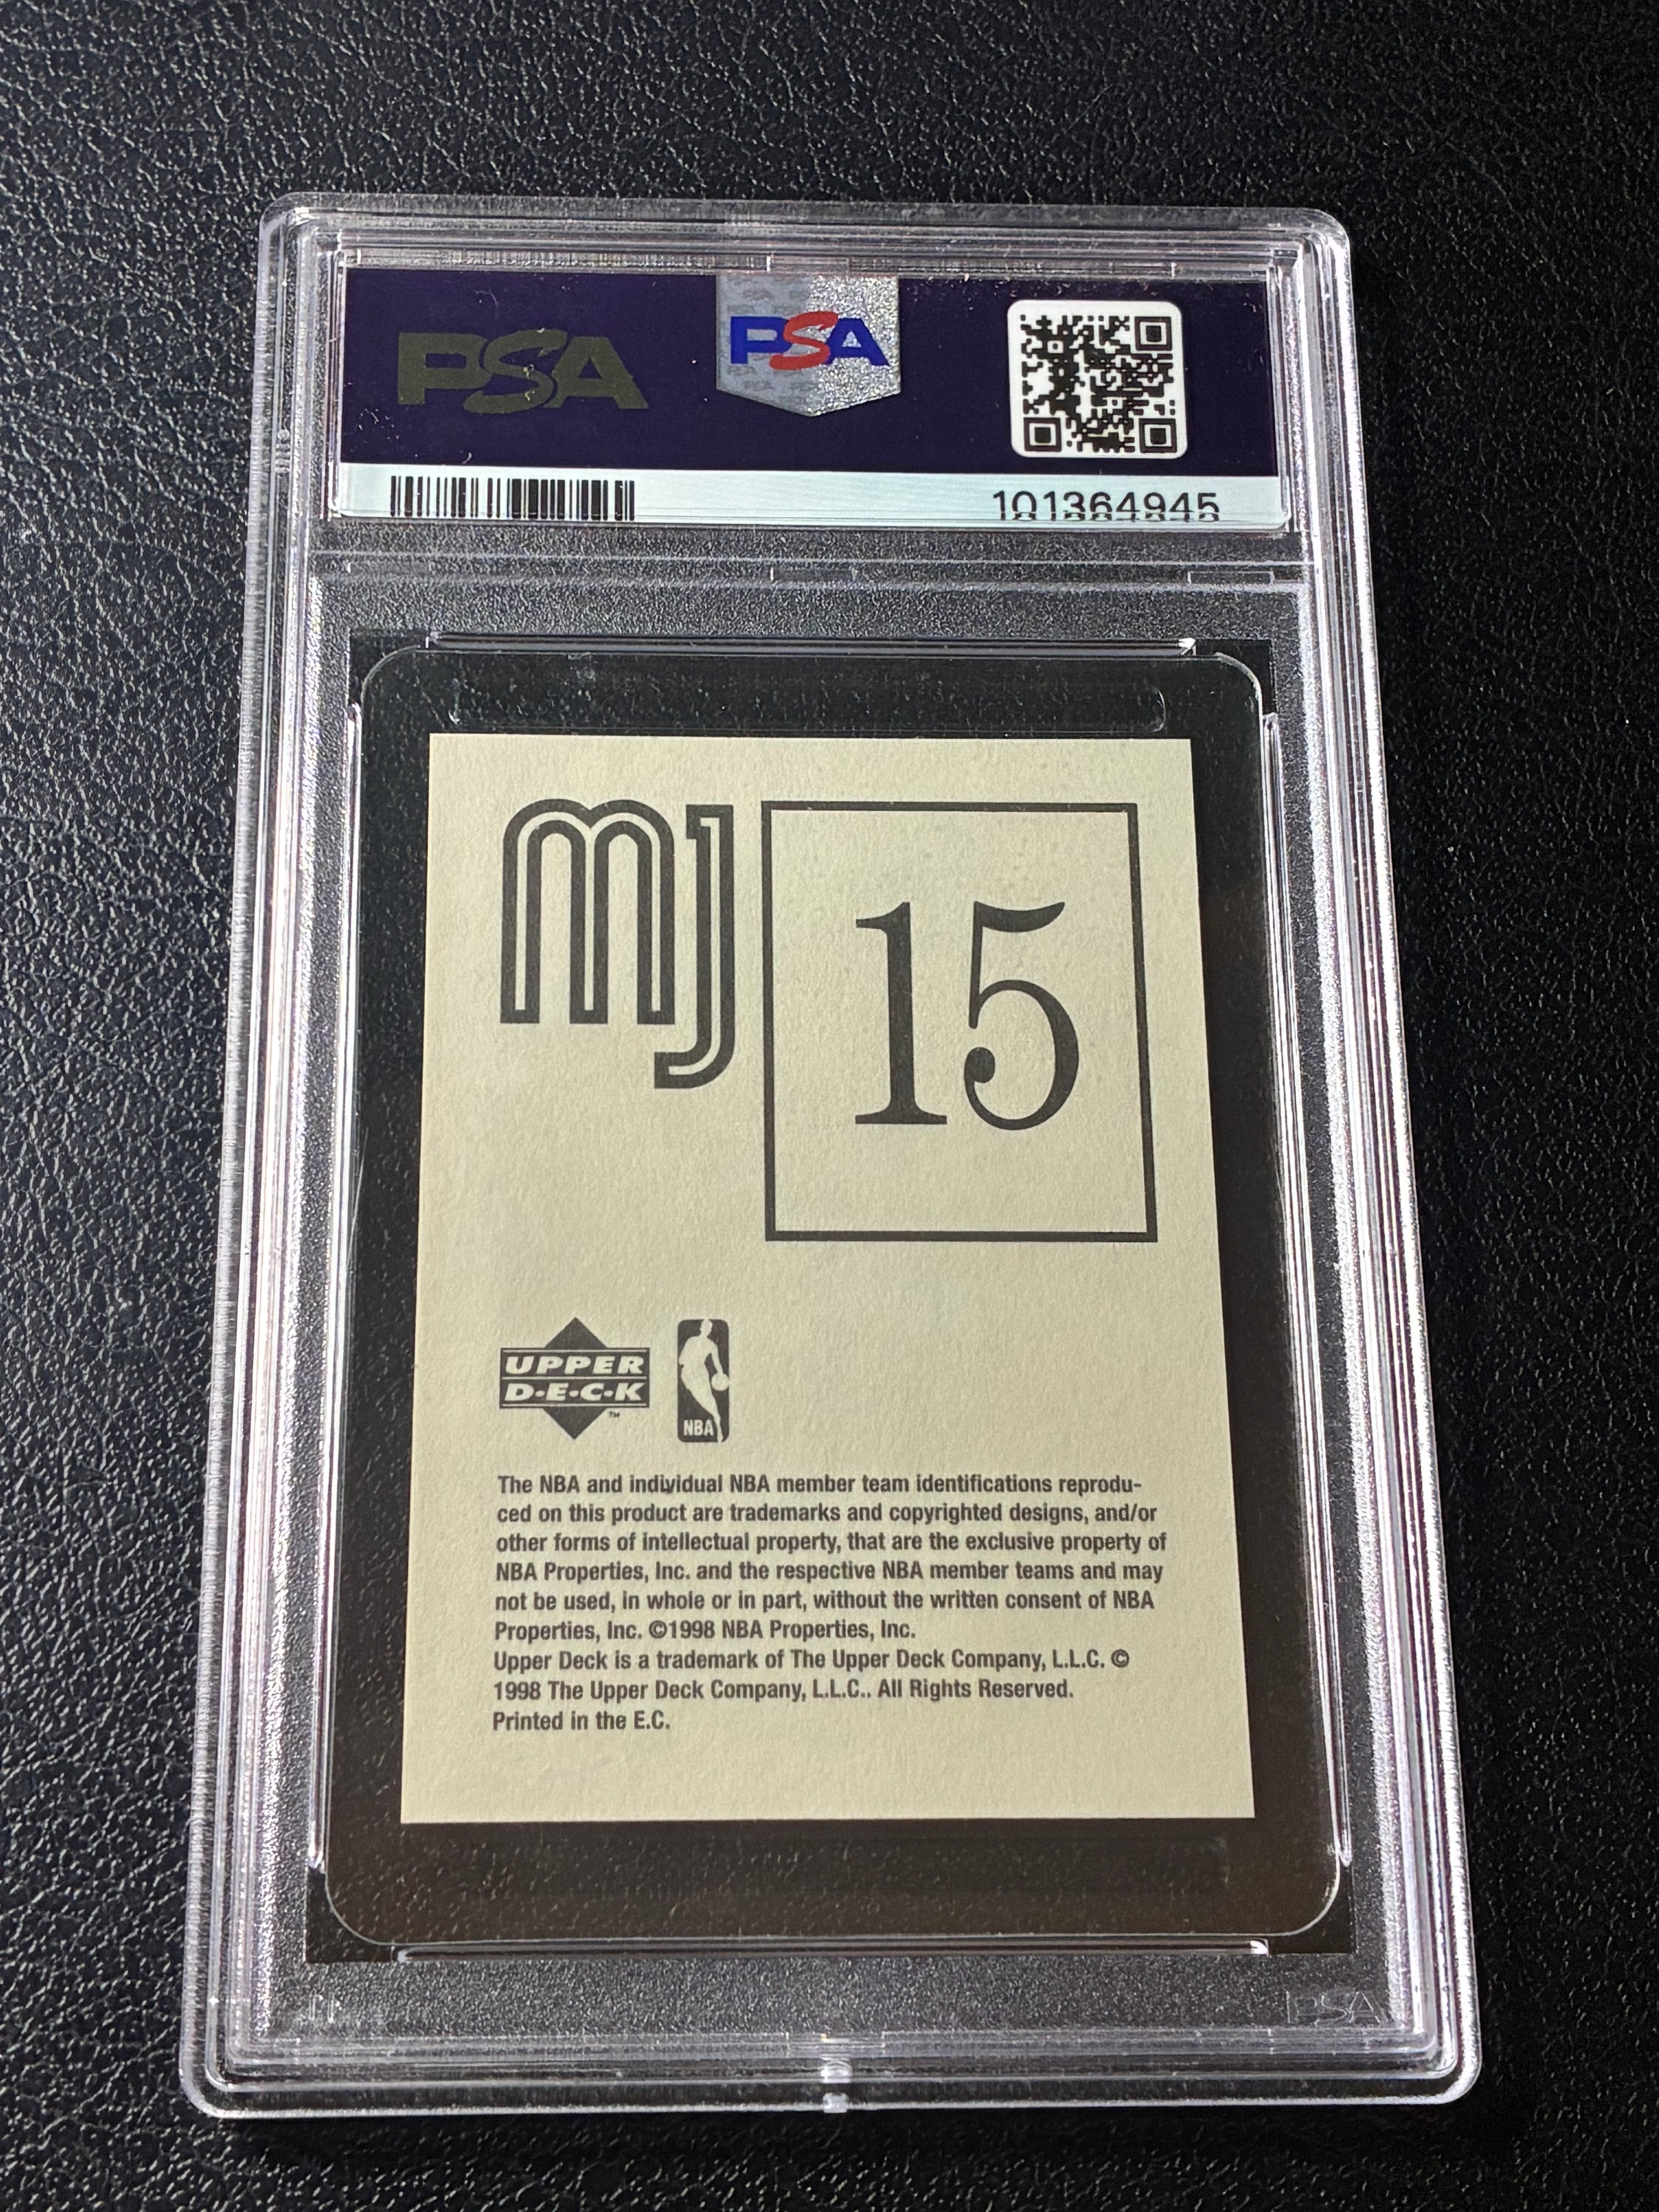 PSA
PSA
101364945
MJ
15
UPPER
D·E·C·K
™
NBA
The NBA and individual NBA member team identifications reprodu-
ced on this product are trademarks and copyrighted designs, and/or
other forms of intellectual property, that are the exclusive property of
NBA Properties, Inc. and the respective NBA member teams and may
not be used, in whole or in part, without the written consent of NBA
Properties, Inc. ©1998 NBA Properties, Inc.
Upper Deck is a trademark of The Upper Deck Company, L.L.C. ©
1998 The Upper Deck Company, L.L.C.. All Rights Reserved.
Printed in the E.C.
PSA